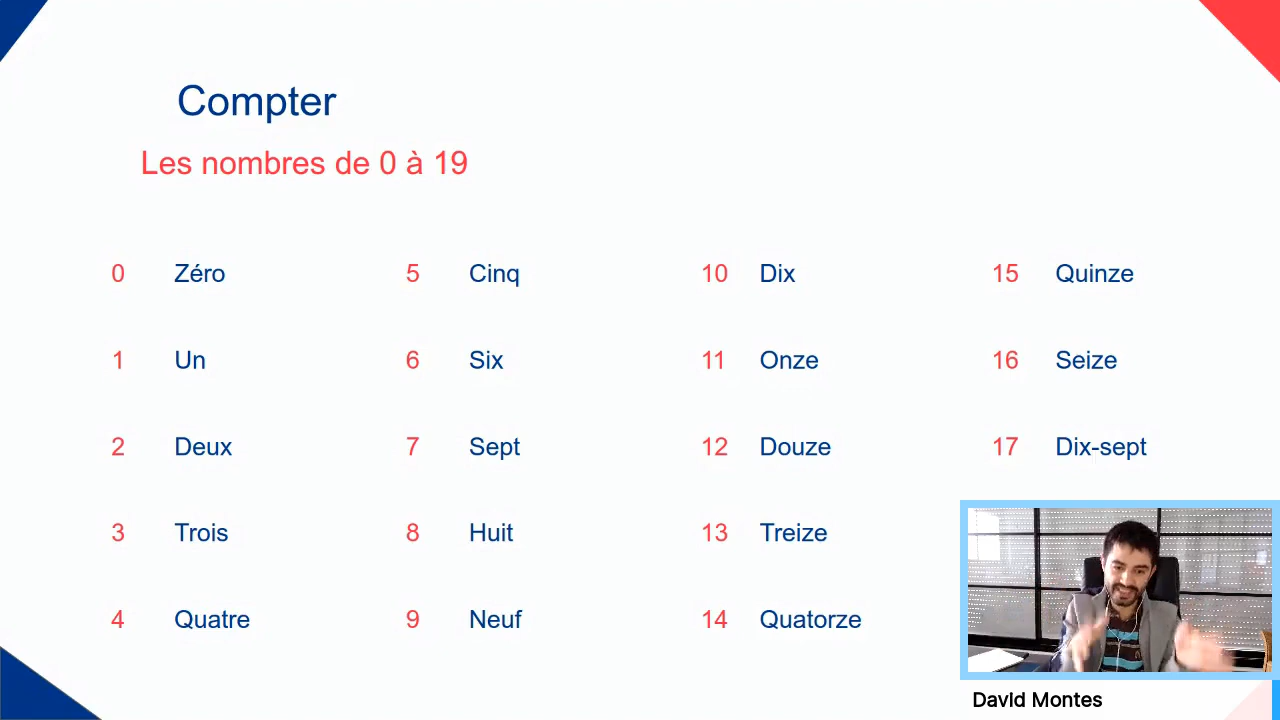 Compter
Les nombres de 0 à 19
0 Zéro 5 Cinq 10 Dix 15 Quinze
1 Un 6 Six 11 Onze 16 Seize
2 Deux 7 Sept 12 Douze 17 Dix-sept
3 Trois 8 Huit 13 Treize
4 Quatre 9 Neuf 14 Quatorze
David Montes